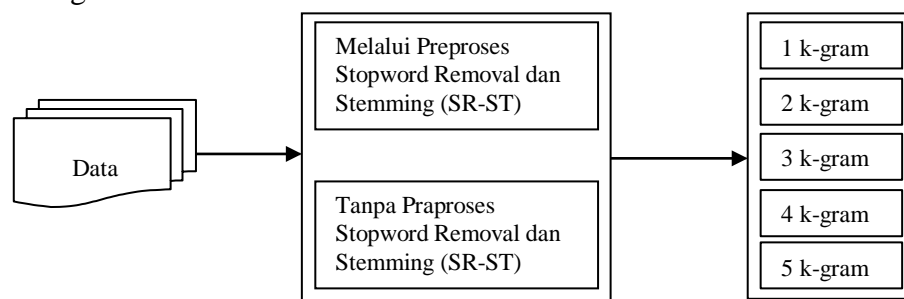 Data
Melalui Preproses
Stopword Removal dan
Stemming (SR-ST)
Tanpa Praproses
Stopword Removal dan
Stemming (SR-ST)
1 k-gram
2 k-gram
3 k-gram
4 k-gram
5 k-gram